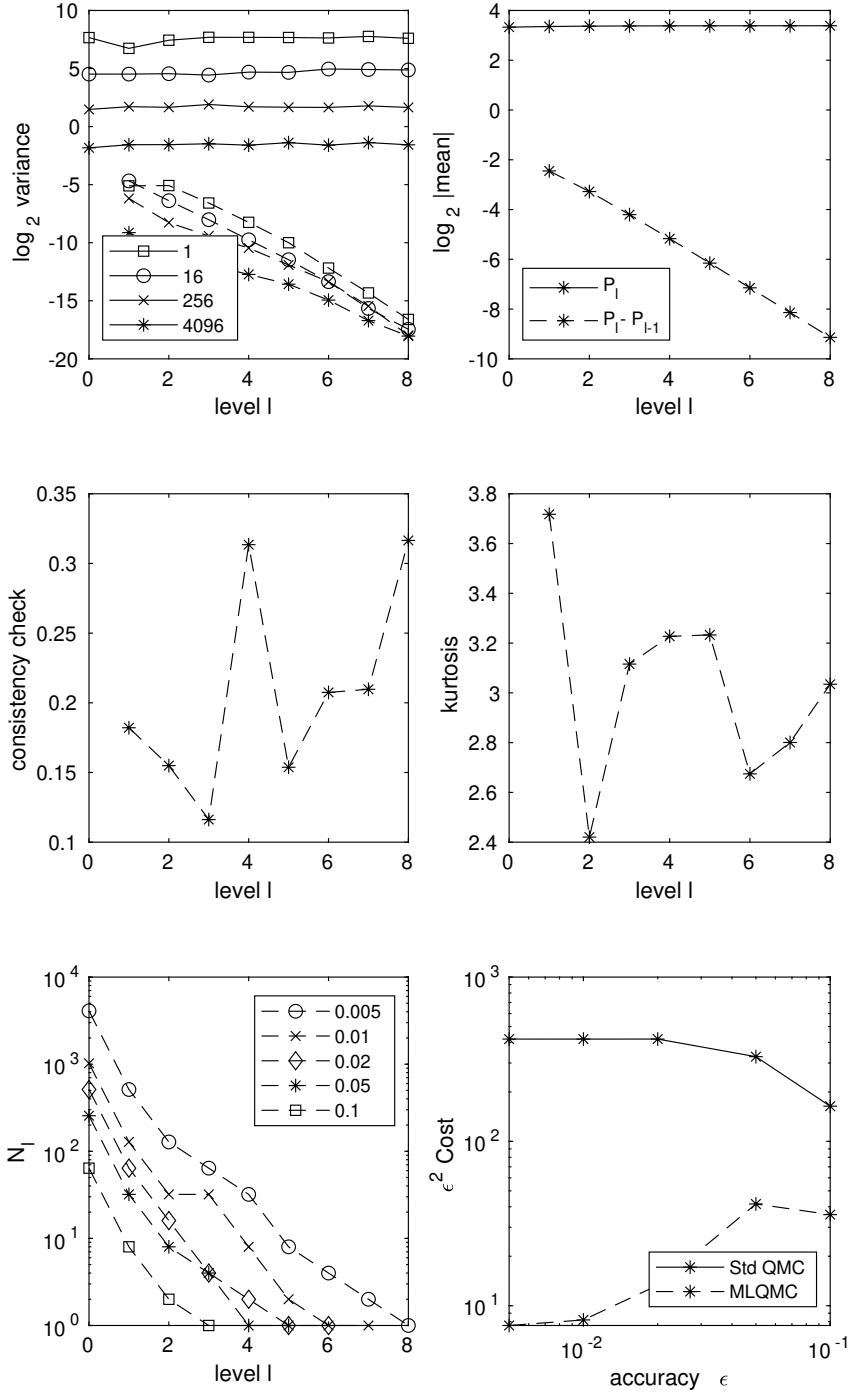 10
5
0
-5
-10
-15
-20
log 2 variance
1
16
256
4096
0 2 4 6 8
level l
4
2
0
-2
-4
-6
-8
-10
log 2 |mean|
P l
P l - P l-1
0 2 4 6 8
level l
0.35
0.3
0.25
0.2
0.15
0.1
consistency check
0 2 4 6 8
level l
3.8
3.6
3.4
3.2
3
2.8
2.6
2.4
kurtosis
0 2 4 6 8
level l
10 4
10 3
10 2
10 1
10 0
N l
0.005
0.01
0.02
0.05
0.1
0 2 4 6 8
level l
10 3
10 2
10 1
ϵ 2 Cost
Std QMC
MLQMC
10 -2 10 -1
accuracy ϵ